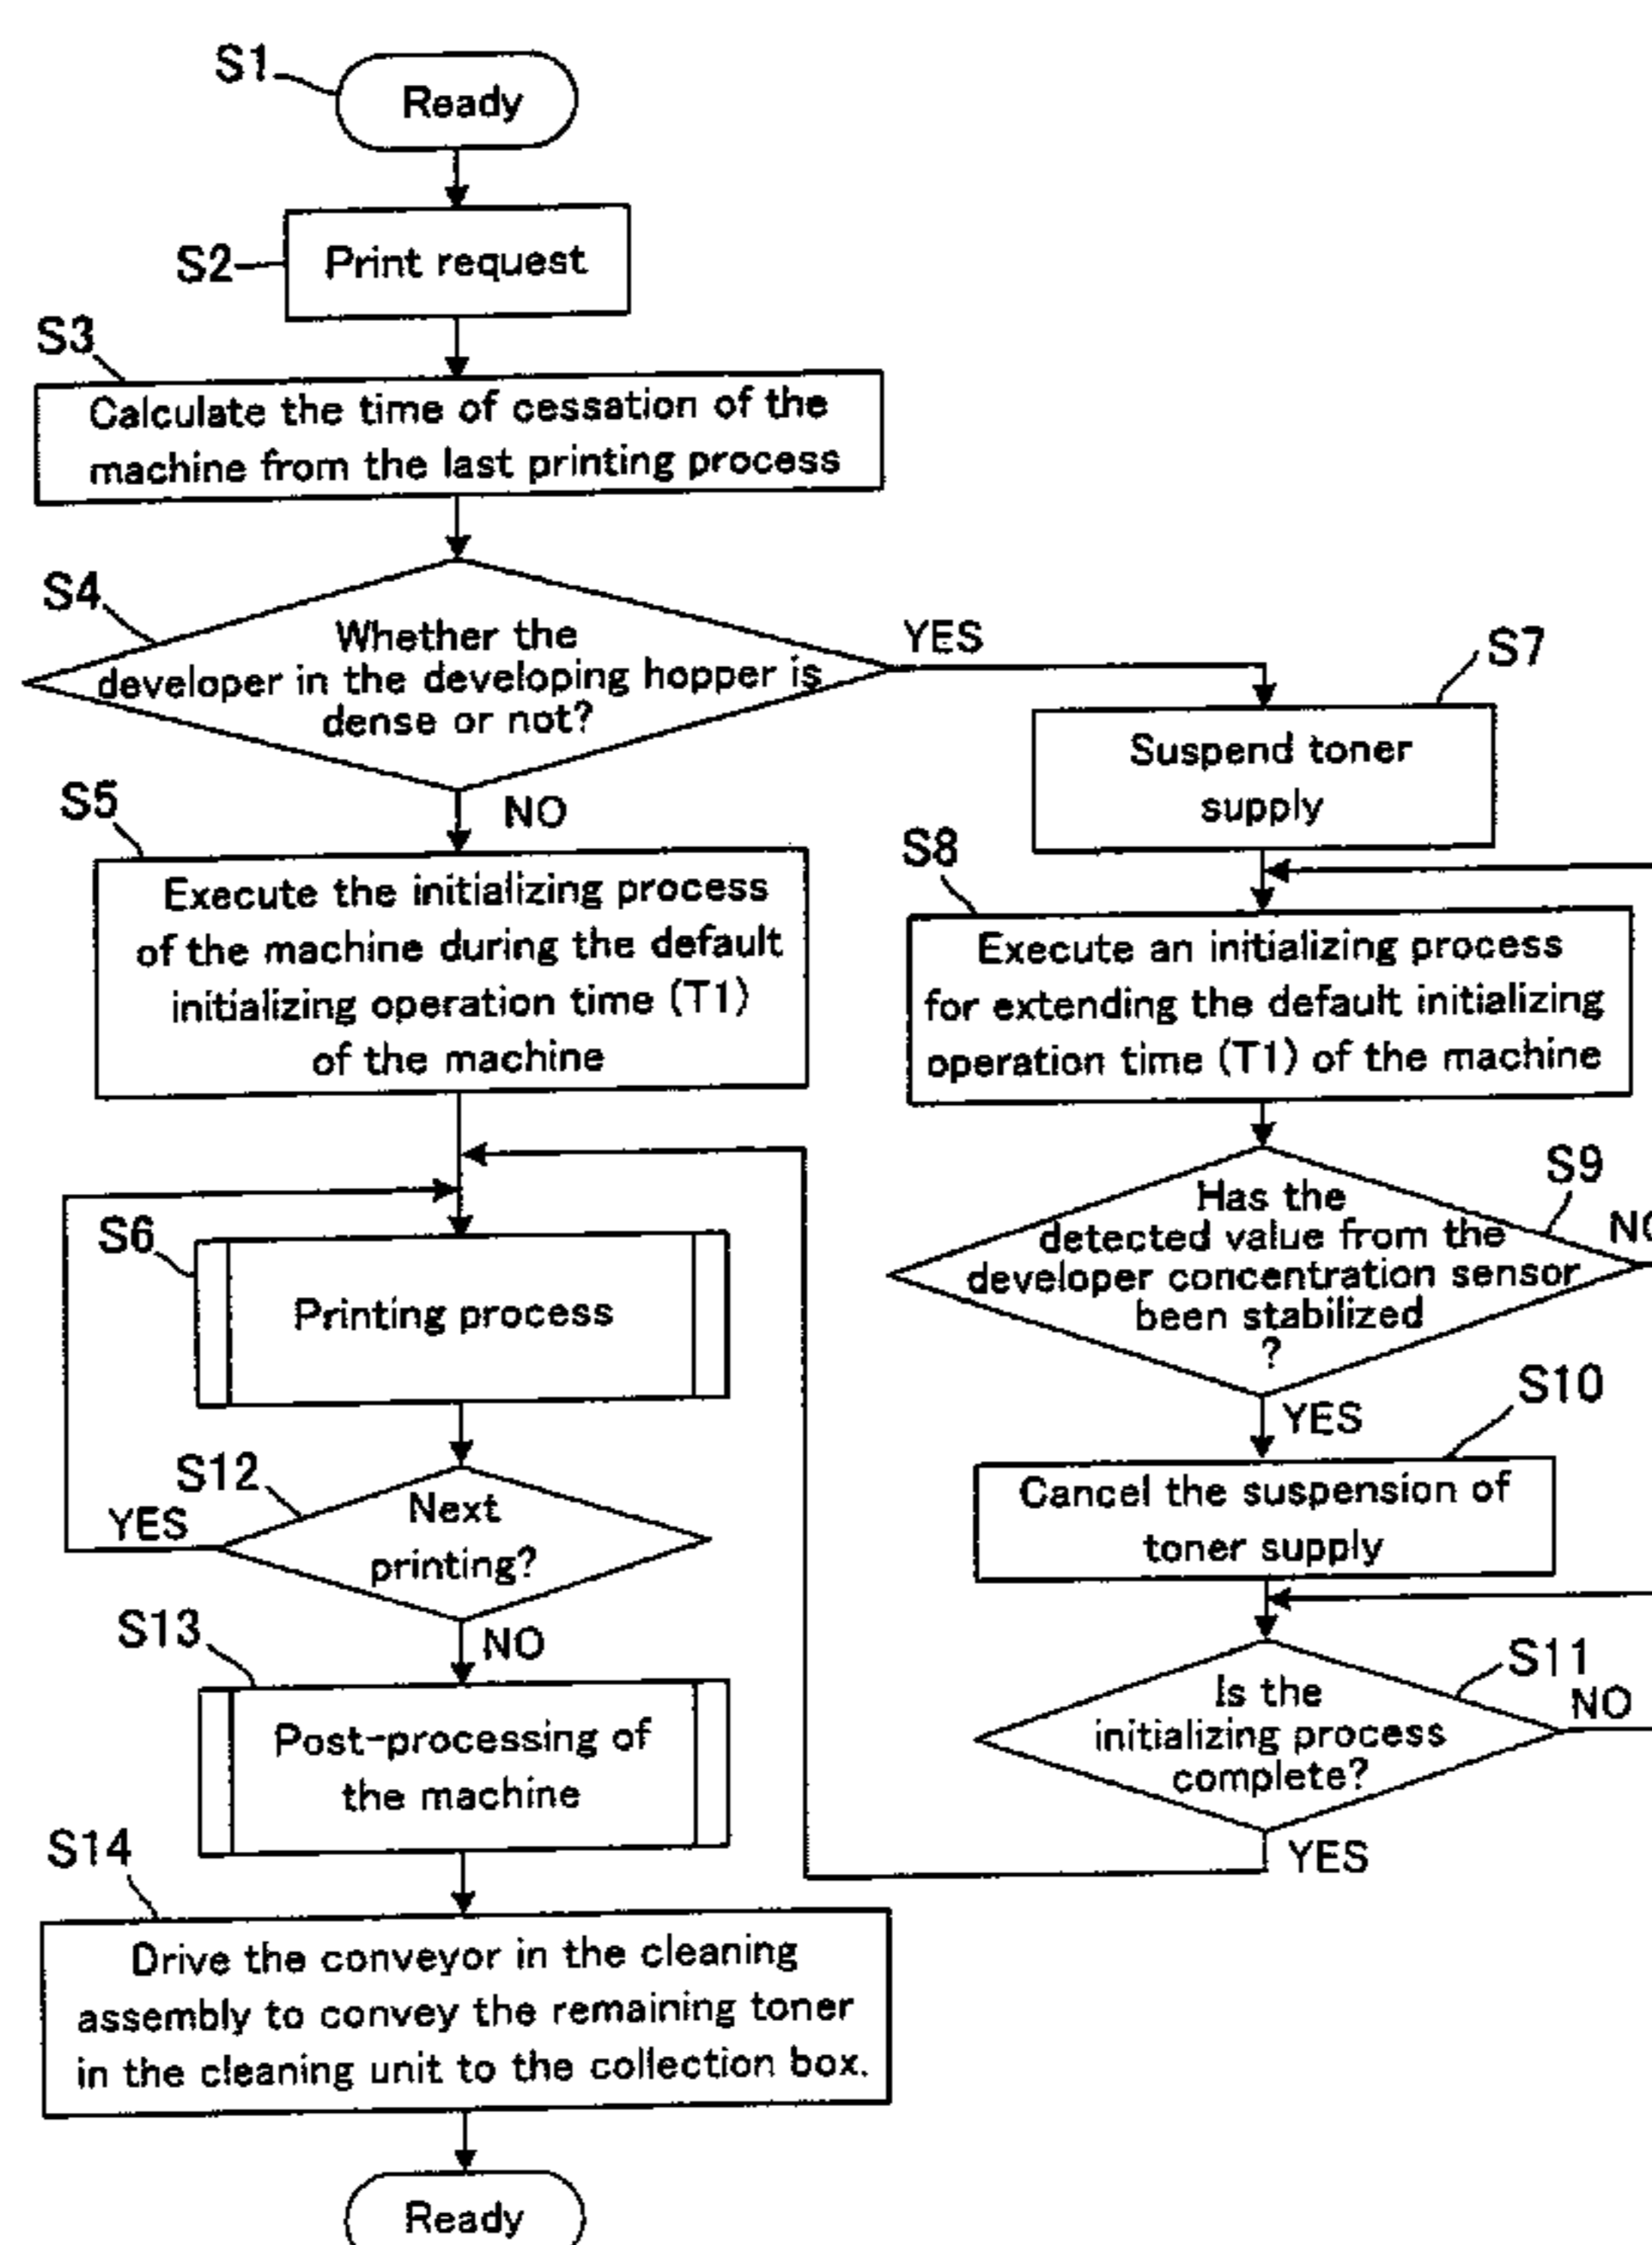 S1
Ready
S2
Print request
S3
Calculate the time of cessation of the
machine from the last printing process
S4
Whether the
developer in the developing hopper is
dense or not?
YES
NO
S5
Execute the initializing process
of the machine during the default
initializing operation time (T1)
of the machine
S6
Printing process
S12
Next
printing?
YES
NO
S13
Post-processing of
the machine
S14
Drive the conveyor in the cleaning
assembly to convey the remaining toner
in the cleaning unit to the collection box.
Ready
S7
Suspend toner
supply
S8
Execute an initializing process
for extending the default initializing
operation time (T1) of the machine
S9
Has the
detected value from the
developer concentration sensor
been stabilized
?
NO
YES
S10
Cancel the suspension of
toner supply
S11
Is the
initializing process
complete?
NO
YES